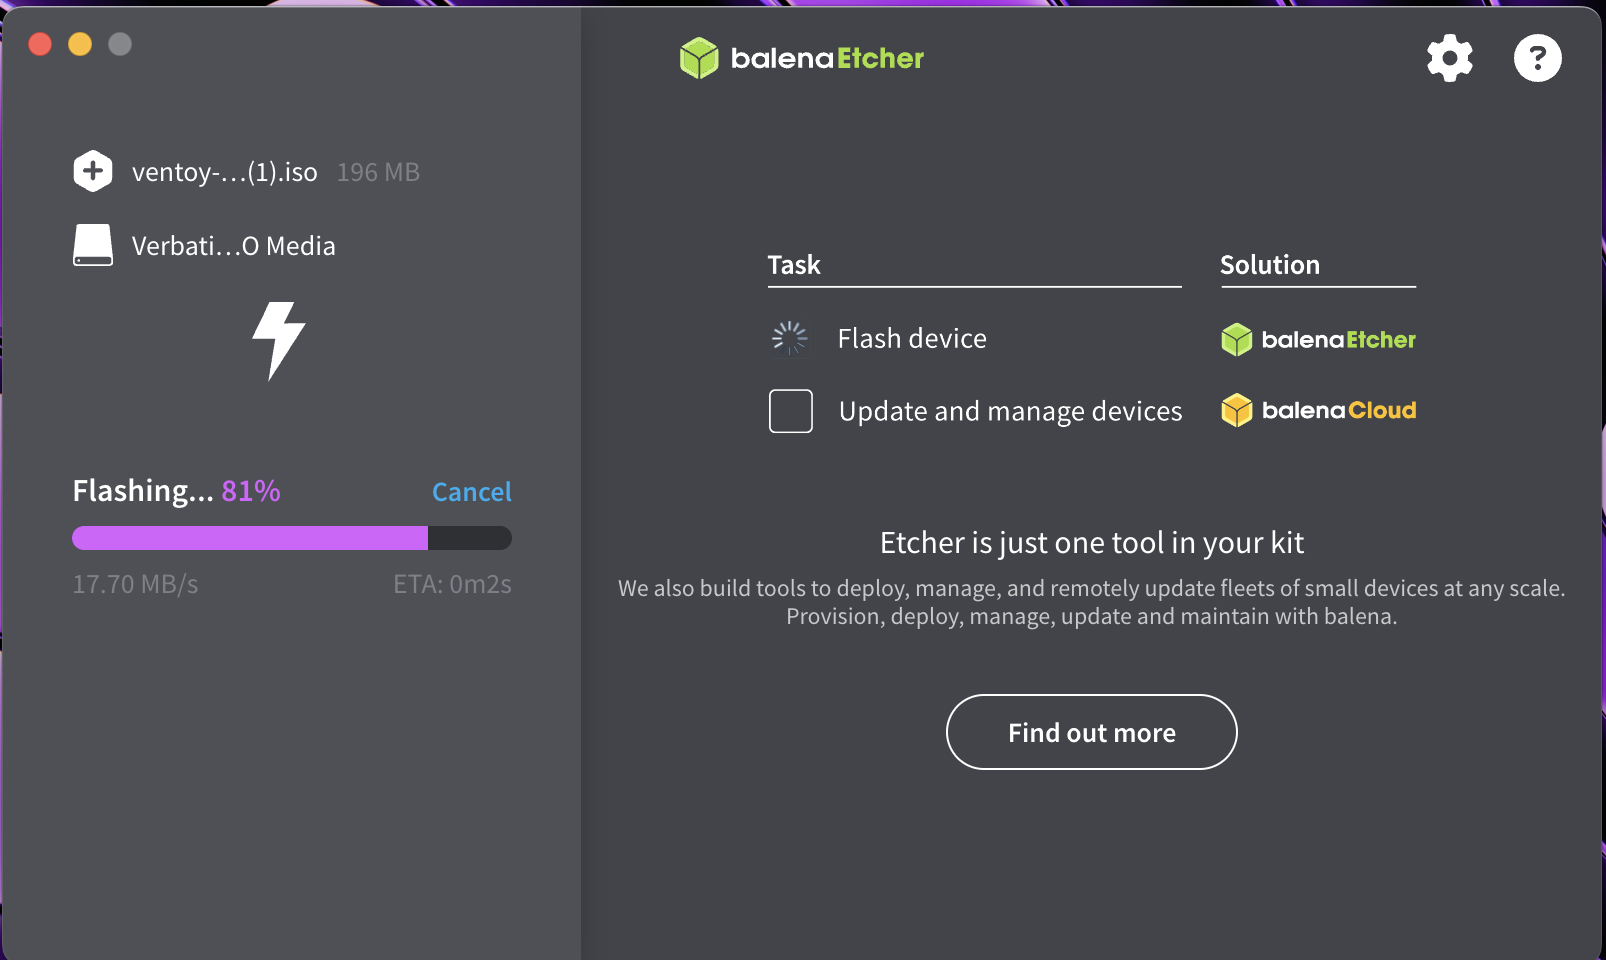 ventoy-...(1).iso 196 MB
Verbati...O Media
Flashing... 81% Cancel
17.70 MB/s ETA: 0m2s
balenaEtcher
?
Task Solution
Flash device balenaEtcher
Update and manage devices balenaCloud
Etcher is just one tool in your kit
We also build tools to deploy, manage, and remotely update fleets of small devices at any scale.
Provision, deploy, manage, update and maintain with balena.
Find out more